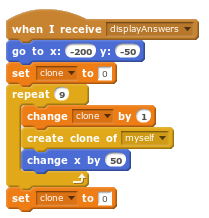 when I receive displayAnswers
go to x: -200 y: -50
set clone to 0
repeat 9
change clone by 1
create clone of myself
change x by 50
set clone to 0